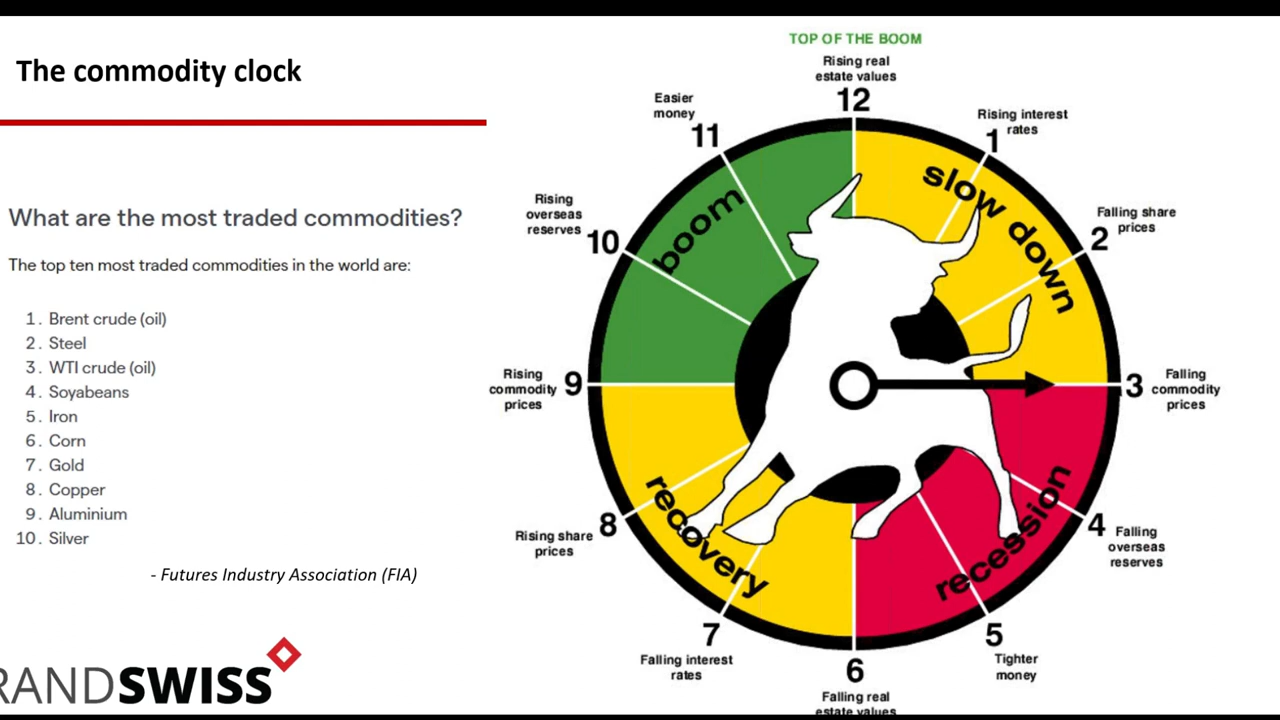 The commodity clock
What are the most traded commodities?
The top ten most traded commodities in the world are:
1. Brent crude (oil)
2. Steel
3. WTI crude (oil)
4. Soyabeans
5. Iron
6. Corn
7. Gold
8. Copper
9. Aluminium
10. Silver
- Futures Industry Association (FIA)
RANDSWISS
TOP OF THE BOOM
Rising real
estate values
12
Rising interest
rates
1
Falling share
prices
2
3
Falling
commodity
prices
4
Falling
overseas
reserves
5
Tighter
money
6
Falling real
estate values
7
Falling interest
rates
8
Rising share
prices
Rising
commodity
prices
9
Rising
overseas
reserves
10
Easier
money
11
boom
slow down
recession
recovery